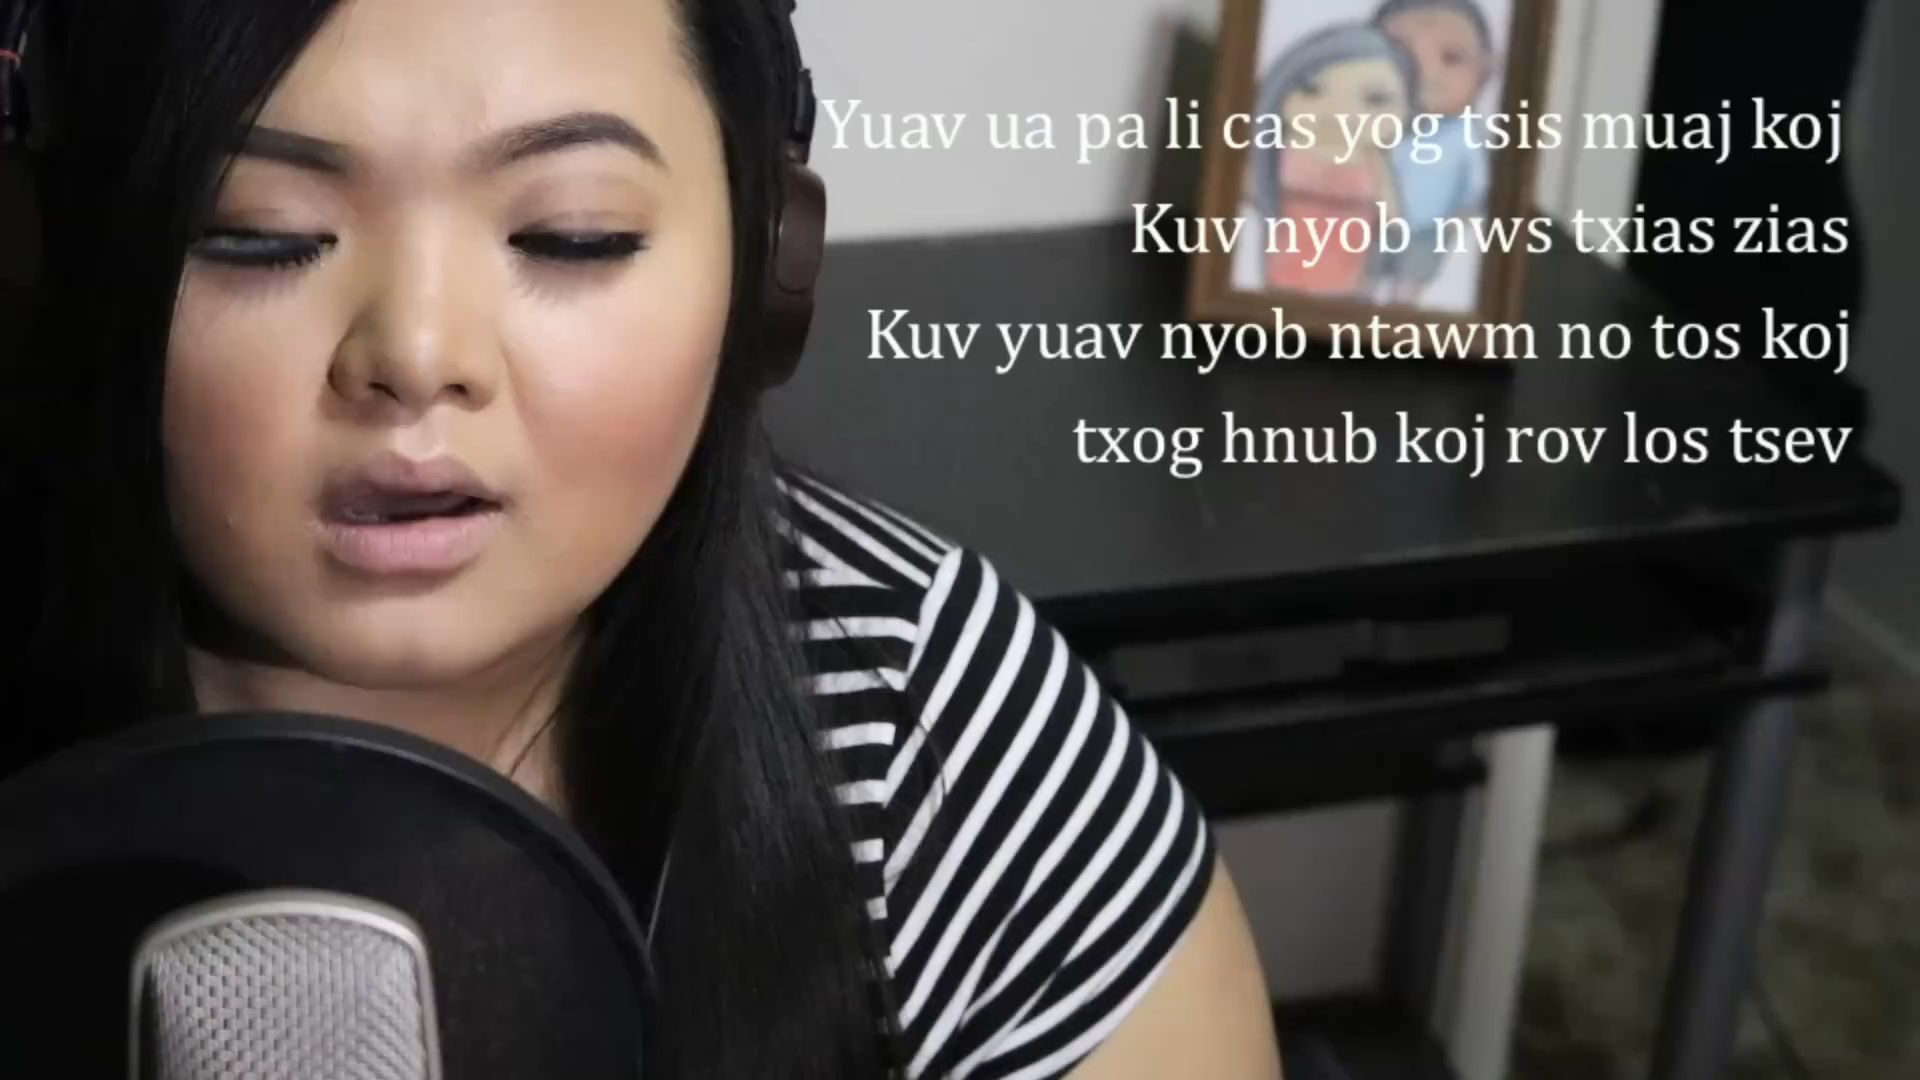 Yuav ua pa li cas yog tsis muaj koj
Kuv nyob nws txias zias
Kuv yuav nyob ntawm no tos koj
txog hnub koj rov los tsev